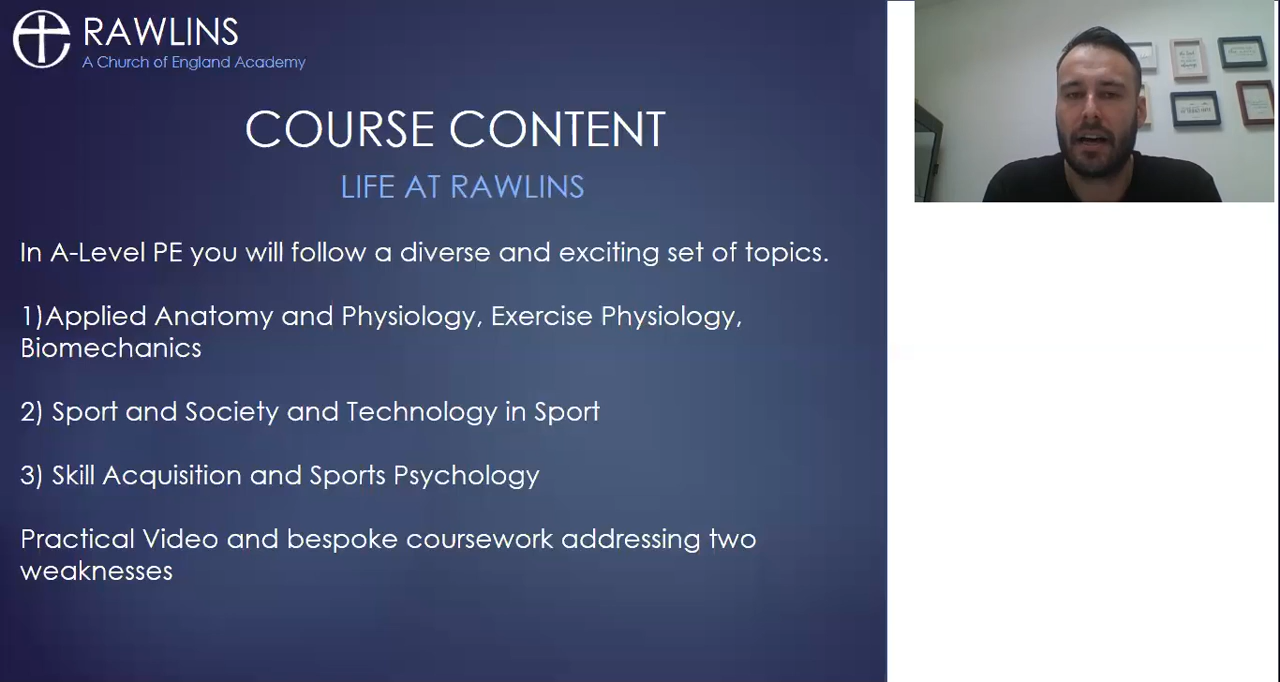 RAWLINS
A Church of England Academy
COURSE CONTENT
LIFE AT RAWLINS
In A-Level PE you will follow a diverse and exciting set of topics.
1)Applied Anatomy and Physiology, Exercise Physiology,
Biomechanics
2) Sport and Society and Technology in Sport
3) Skill Acquisition and Sports Psychology
Practical Video and bespoke coursework addressing two
weaknesses